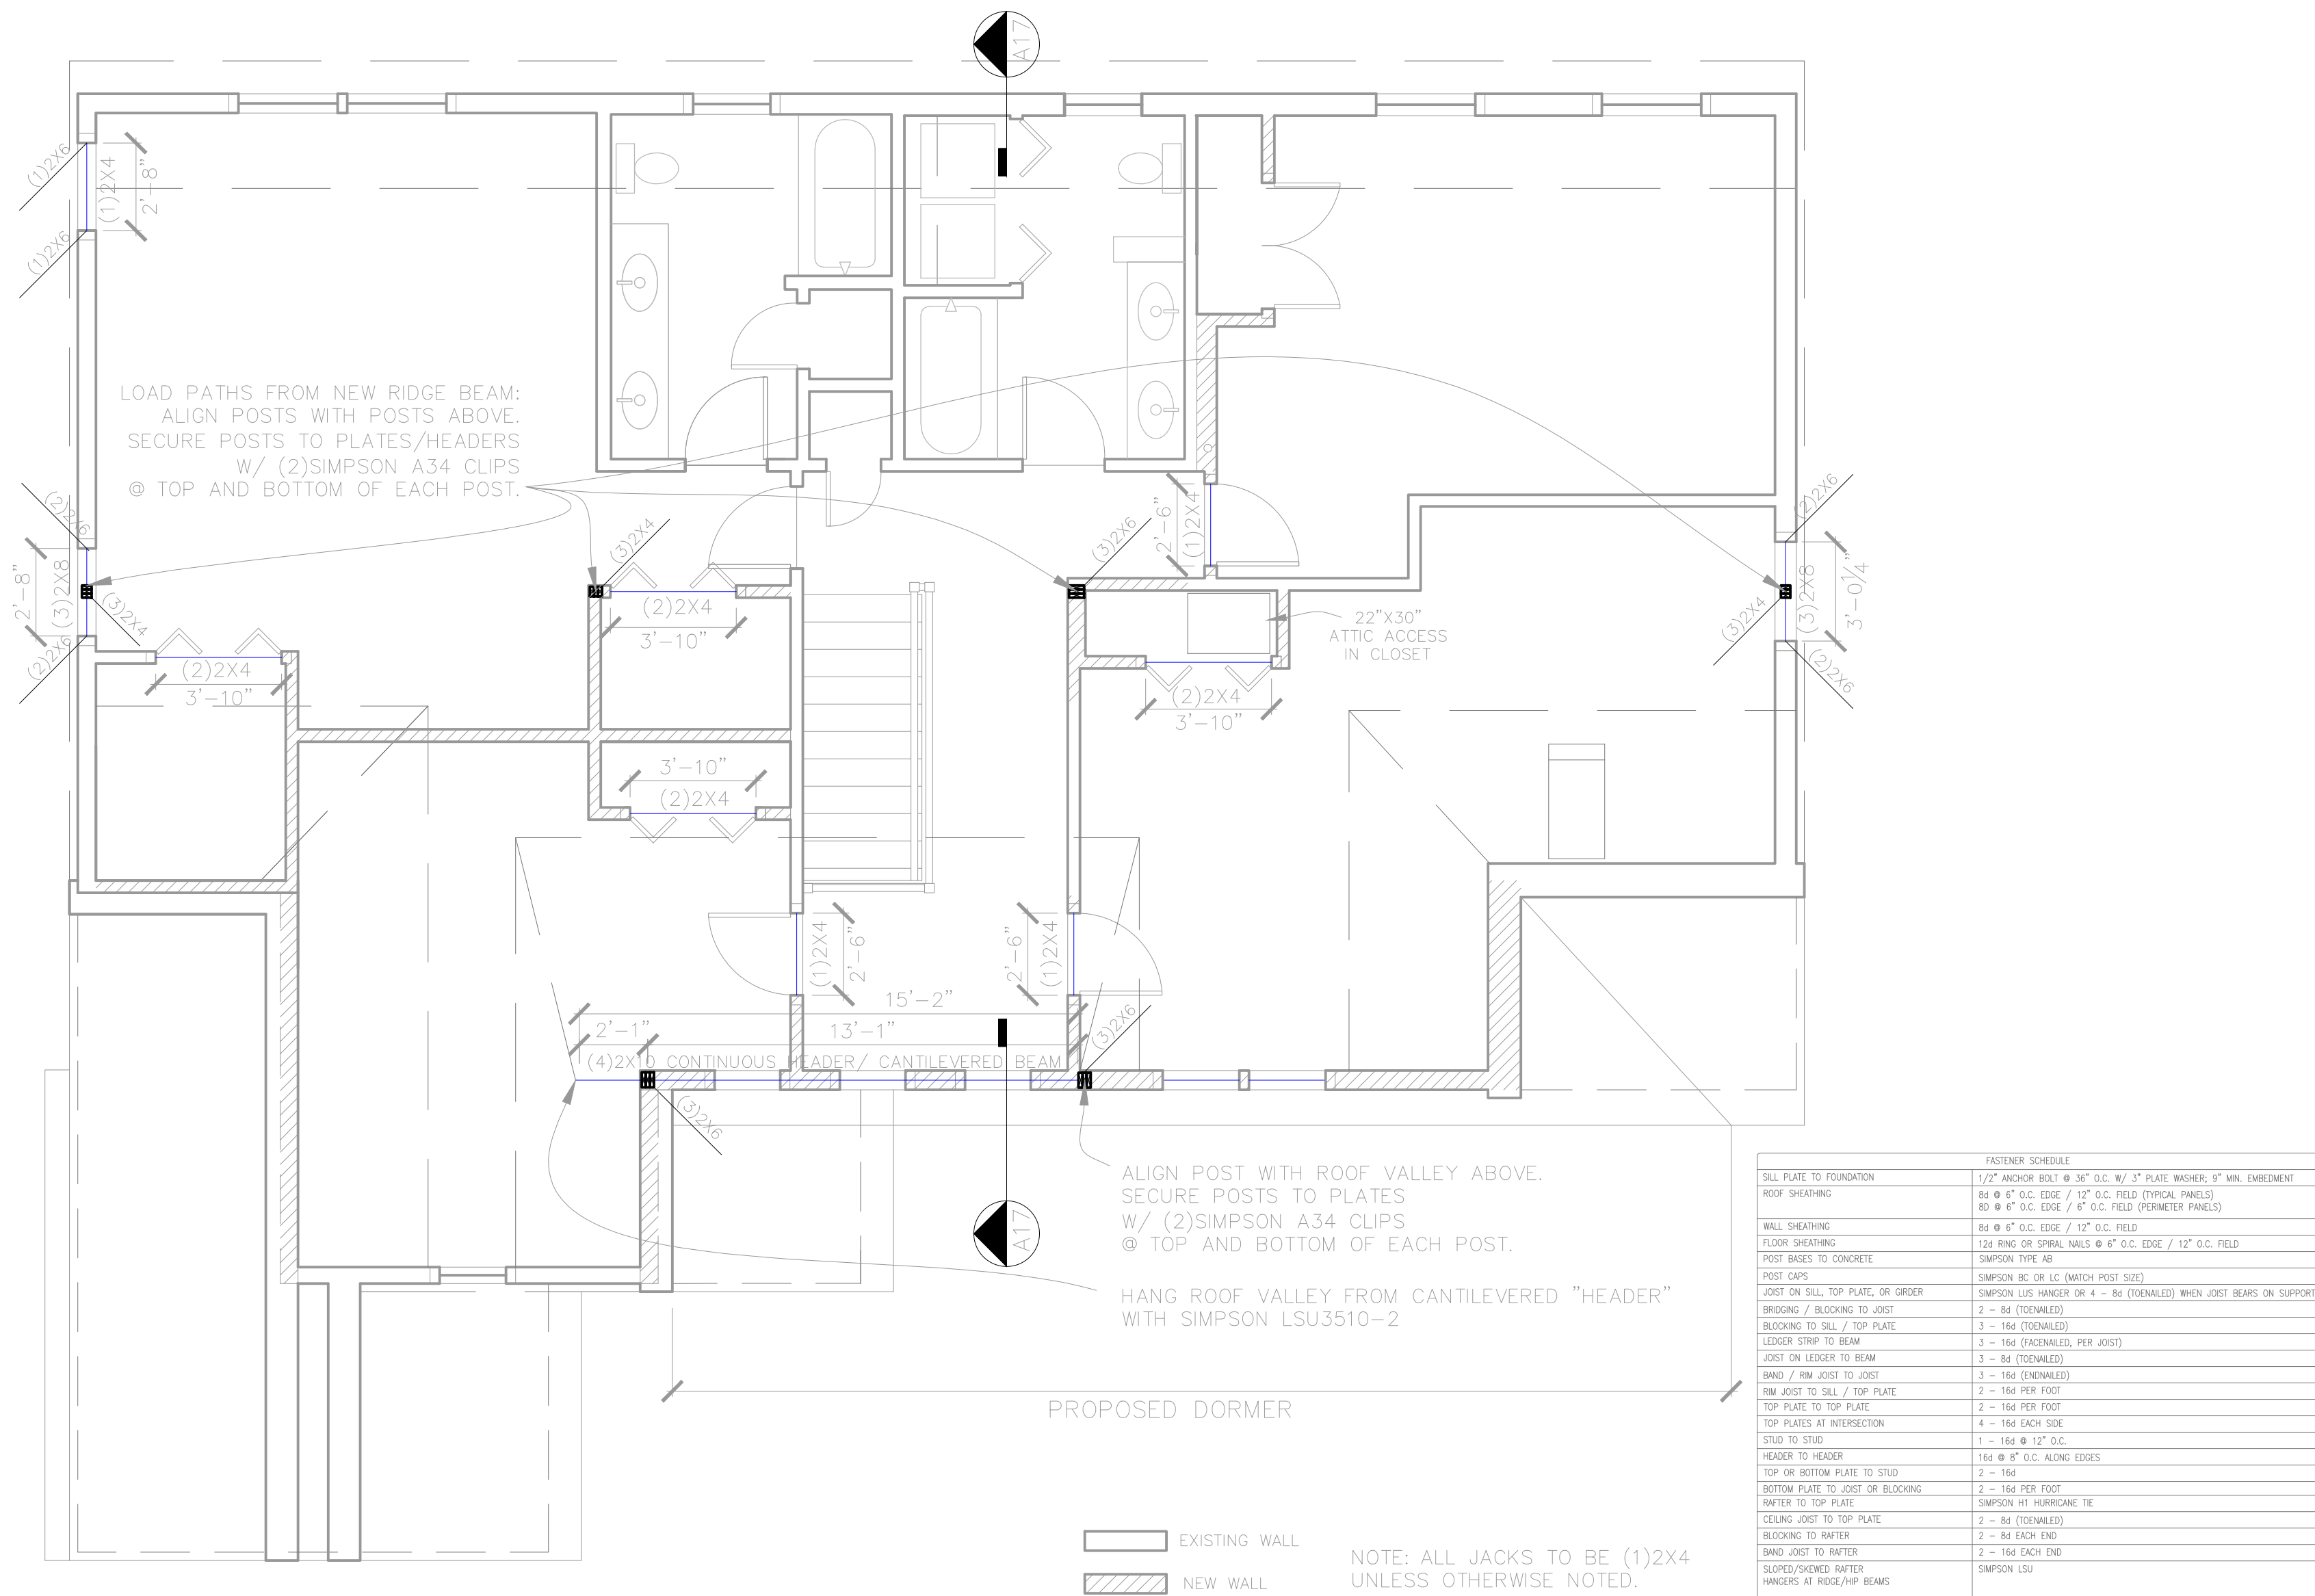 A17
(1)2X6
(1)2X4
2'-8"
(1)2X6
LOAD PATHS FROM NEW RIDGE BEAM:
ALIGN POSTS WITH POSTS ABOVE.
SECURE POSTS TO PLATES/HEADERS
W/ (2)SIMPSON A34 CLIPS
@ TOP AND BOTTOM OF EACH POST.
(2)2X6
2'-8"
(3)2X8
(3)2X4
(2)2X6
(2)2X4
3'-10"
(3)2X4
(2)2X4
3'-10"
3'-10"
(2)2X4
(3)2X6
2'-6"
(1)2X4
22"X30"
ATTIC ACCESS
IN CLOSET
(2)2X4
3'-10"
(2)2X6
(3)2X4
(3)2X8
3'-0¼"
(2)2X6
(1)2X4
2'-6"
2'-6"
(1)2X4
15'-2"
2'-1"
13'-1"
(3)2X6
(4)2X10 CONTINUOUS HEADER/ CANTILEVERED BEAM
(3)2X6
ALIGN POST WITH ROOF VALLEY ABOVE.
SECURE POSTS TO PLATES
W/ (2)SIMPSON A34 CLIPS
@ TOP AND BOTTOM OF EACH POST.
A17
HANG ROOF VALLEY FROM CANTILEVERED "HEADER"
WITH SIMPSON LSU3510-2
PROPOSED DORMER
EXISTING WALL
NEW WALL
NOTE: ALL JACKS TO BE (1)2X4
UNLESS OTHERWISE NOTED.
FASTENER SCHEDULE
SILL PLATE TO FOUNDATION 1/2" ANCHOR BOLT @ 36" O.C. W/ 3" PLATE WASHER; 9" MIN. EMBEDMENT
ROOF SHEATHING 8d @ 6" O.C. EDGE / 12" O.C. FIELD (TYPICAL PANELS)
8D @ 6" O.C. EDGE / 6" O.C. FIELD (PERIMETER PANELS)
WALL SHEATHING 8d @ 6" O.C. EDGE / 12" O.C. FIELD
FLOOR SHEATHING 12d RING OR SPIRAL NAILS @ 6" O.C. EDGE / 12" O.C. FIELD
POST BASES TO CONCRETE SIMPSON TYPE AB
POST CAPS SIMPSON BC OR LC (MATCH POST SIZE)
JOIST ON SILL, TOP PLATE, OR GIRDER SIMPSON LUS HANGER OR 4 - 8d (TOENAILED) WHEN JOIST BEARS ON SUPPORT
BRIDGING / BLOCKING TO JOIST 2 - 8d (TOENAILED)
BLOCKING TO SILL / TOP PLATE 3 - 16d (TOENAILED)
LEDGER STRIP TO BEAM 3 - 16d (FACENAILED, PER JOIST)
JOIST ON LEDGER TO BEAM 3 - 8d (TOENAILED)
BAND / RIM JOIST TO JOIST 3 - 16d (ENDNAILED)
RIM JOIST TO SILL / TOP PLATE 2 - 16d PER FOOT
TOP PLATE TO TOP PLATE 2 - 16d PER FOOT
TOP PLATES AT INTERSECTION 4 - 16d EACH SIDE
STUD TO STUD 1 - 16d @ 12" O.C.
HEADER TO HEADER 16d @ 8" O.C. ALONG EDGES
TOP OR BOTTOM PLATE TO STUD 2 - 16d
BOTTOM PLATE TO JOIST OR BLOCKING 2 - 16d PER FOOT
RAFTER TO TOP PLATE SIMPSON H1 HURRICANE TIE
CEILING JOIST TO TOP PLATE 2 - 8d (TOENAILED)
BLOCKING TO RAFTER 2 - 8d EACH END
BAND JOIST TO RAFTER 2 - 16d EACH END
SLOPED/SKEWED RAFTER SIMPSON LSU
HANGERS AT RIDGE/HIP BEAMS